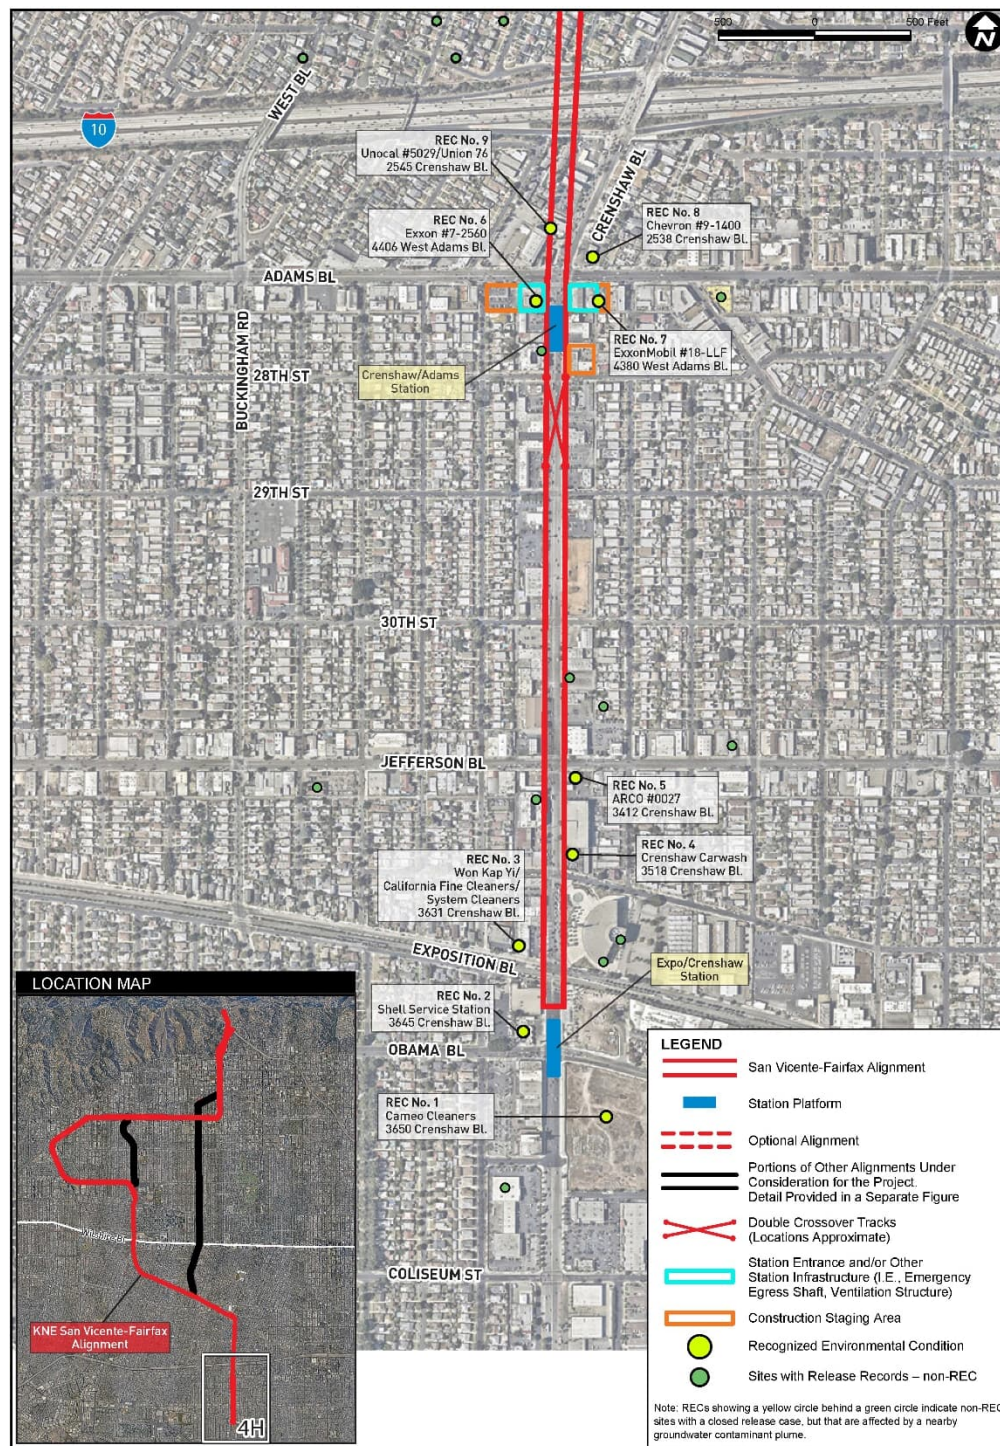 500
0
500 Feet
N
WEST BL
10
REC No. 9
Unocal #5029/Union 76
2545 Crenshaw Bl.
CRENSHAW BL
REC No. 6
Exxon #7-2560
4406 West Adams Bl.
REC No. 8
Chevron #9-1400
2538 Crenshaw Bl.
ADAMS BL
BUCKINGHAM RD
REC No. 7
ExxonMobil #18-LLF
4380 West Adams Bl.
Crenshaw/Adams
Station
28TH ST
29TH ST
30TH ST
JEFFERSON BL
REC No. 5
ARCO #0027
3412 Crenshaw Bl.
REC No. 4
Crenshaw Carwash
3518 Crenshaw Bl.
REC No. 3
Won Kap Yi/
California Fine Cleaners/
System Cleaners
3631 Crenshaw Bl.
EXPOSITION BL
Expo/Crenshaw
Station
REC No. 2
Shell Service Station
3645 Crenshaw Bl.
OBAMA BL
REC No. 1
Cameo Cleaners
3650 Crenshaw Bl.
COLISEUM ST
LOCATION MAP
Wilshire Bl
KNE San Vicente-Fairfax
Alignment
4H
LEGEND
San Vicente-Fairfax Alignment
Station Platform
Optional Alignment
Portions of Other Alignments Under
Consideration for the Project.
Detail Provided in a Separate Figure
Double Crossover Tracks
(Locations Approximate)
Station Entrance and/or Other
Station Infrastructure (I.E., Emergency
Egress Shaft, Ventilation Structure)
Construction Staging Area
Recognized Environmental Condition
Sites with Release Records – non-REC
Note: RECs showing a yellow circle behind a green circle indicate non-REC
sites with a closed release case, but that are affected by a nearby
groundwater contaminant plume.